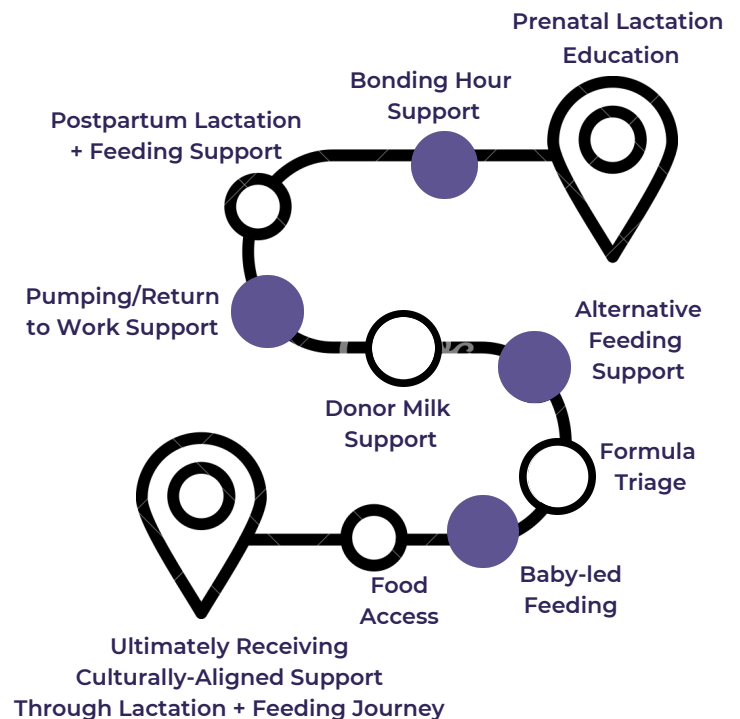 Prenatal Lactation
Education
Bonding Hour
Support
Postpartum Lactation
+ Feeding Support
Pumping/Return
to Work Support
Donor Milk
Support
Alternative
Feeding
Support
Formula
Triage
Baby-led
Feeding
Food
Access
Ultimately Receiving
Culturally-Aligned Support
Through Lactation + Feeding Journey